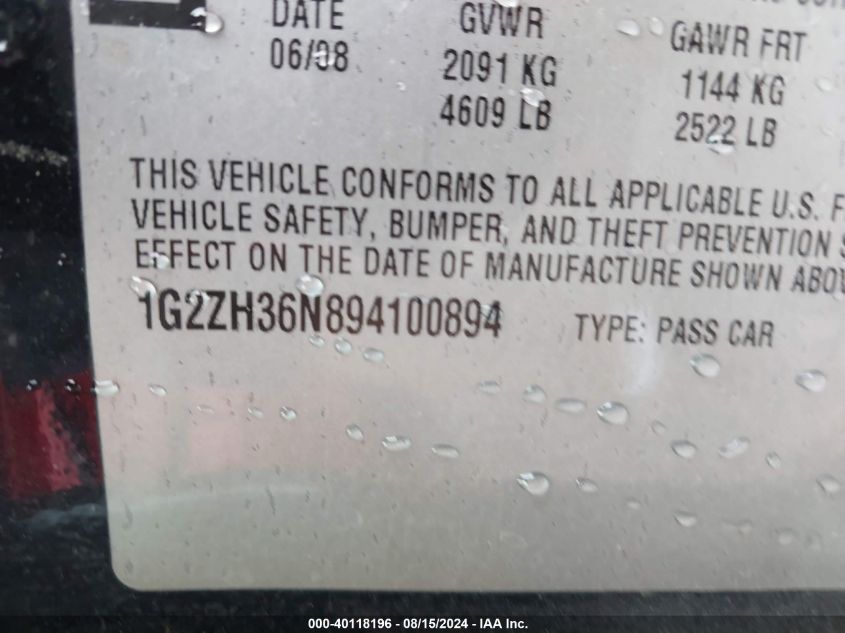 DATE GVWR GAWR FRT
06/08 2091 KG 1144 KG
4609 LB 2522 LB
THIS VEHICLE CONFORMS TO ALL APPLICABLE U.S. F
VEHICLE SAFETY, BUMPER, AND THEFT PREVENTION S
EFFECT ON THE DATE OF MANUFACTURE SHOWN ABOV
1G2ZH36N894100894 TYPE: PASS CAR
000-40118196 - 08/15/2024 - IAA Inc.